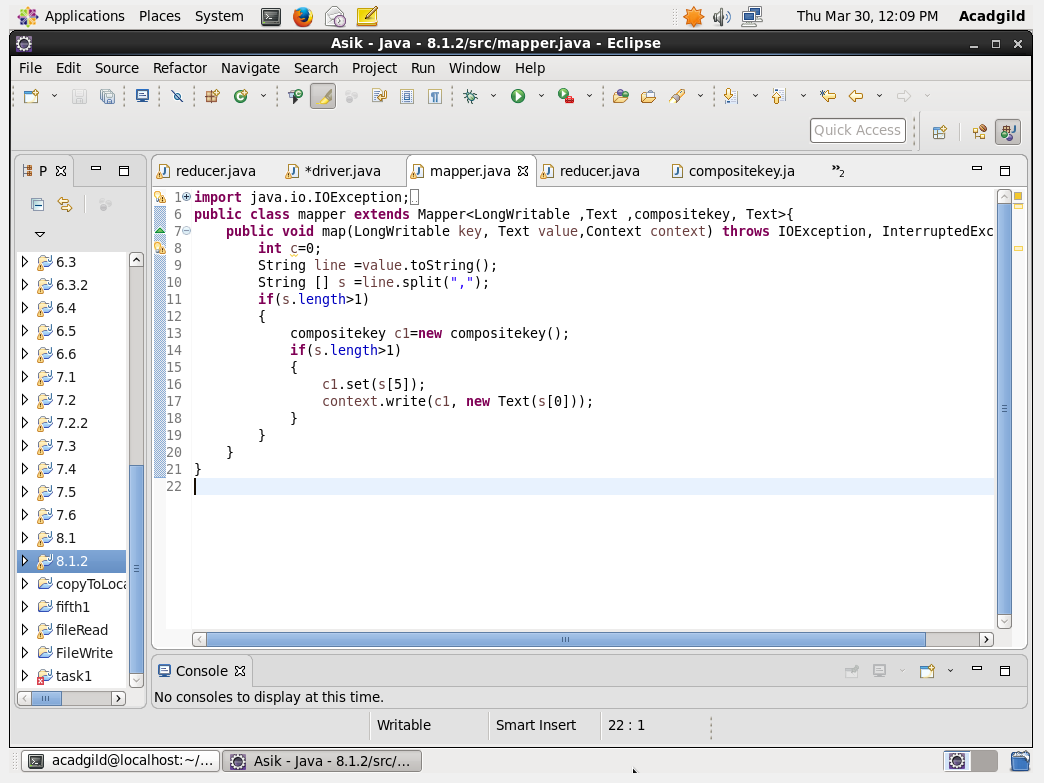 Applications Places System Thu Mar 30, 12:09 PM Acadgild
Asik - Java - 8.1.2/src/mapper.java - Eclipse
File Edit Source Refactor Navigate Search Project Run Window Help
Quick Access
P
reducer.java *driver.java mapper.java reducer.java compositekey.ja »2
6.3
6.3.2
6.4
6.5
6.6
7.1
7.2
7.2.2
7.3
7.4
7.5
7.6
8.1
8.1.2
copyToLoca
fifth1
fileRead
FileWrite
task1
1 import java.io.IOException;
6 public class mapper extends Mapper<LongWritable ,Text ,compositekey, Text>{
7 public void map(LongWritable key, Text value,Context context) throws IOException, InterruptedExc
8 int c=0;
9 String line =value.toString();
10 String [] s =line.split(",");
11 if(s.length>1)
12 {
13 compositekey c1=new compositekey();
14 if(s.length>1)
15 {
16 c1.set(s[5]);
17 context.write(c1, new Text(s[0]));
18 }
19 }
20 }
21 }
22
Console
No consoles to display at this time.
Writable Smart Insert 22 : 1
acadgild@localhost:~/... Asik - Java - 8.1.2/src/...